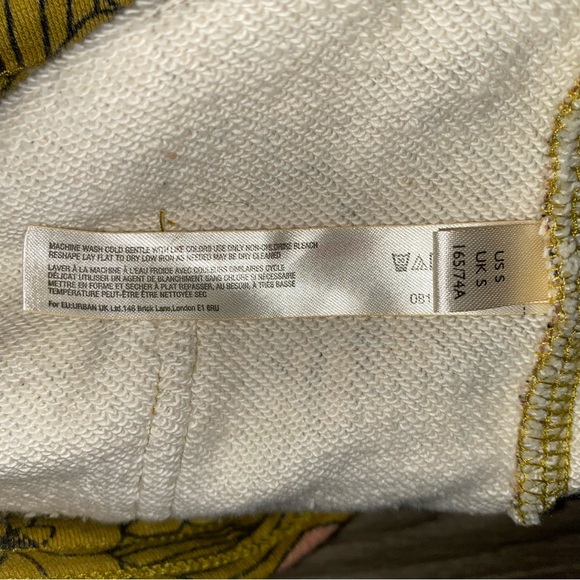 MACHINE WASH COLD GENTLE WITH LIKE COLORS USE ONLY NON-CHLORINE BLEACH
RESHAPE LAY FLAT TO DRY LOW IRON AS NEEDED MAY BE DRY CLEANED
LAVER À LA MACHINE À L'EAU FROIDE AVEC COULEURS SIMILAIRES CYCLE
DÉLICAT UTILISER UN AGENT DE BLANCHIMENT SANS CHLORE SI NÉCESSAIRE
METTRE EN FORME ET SÉCHER À PLAT REPASSER, AU BESOIN, À TRÈS BASSE
TEMPÉRATURE PEUT-ÊTRE NETTOYÉE SEC
For EU:URBAN UK Ltd.,146 Brick Lane,London E1 6RU
0B1
US S
UK S
165/74A